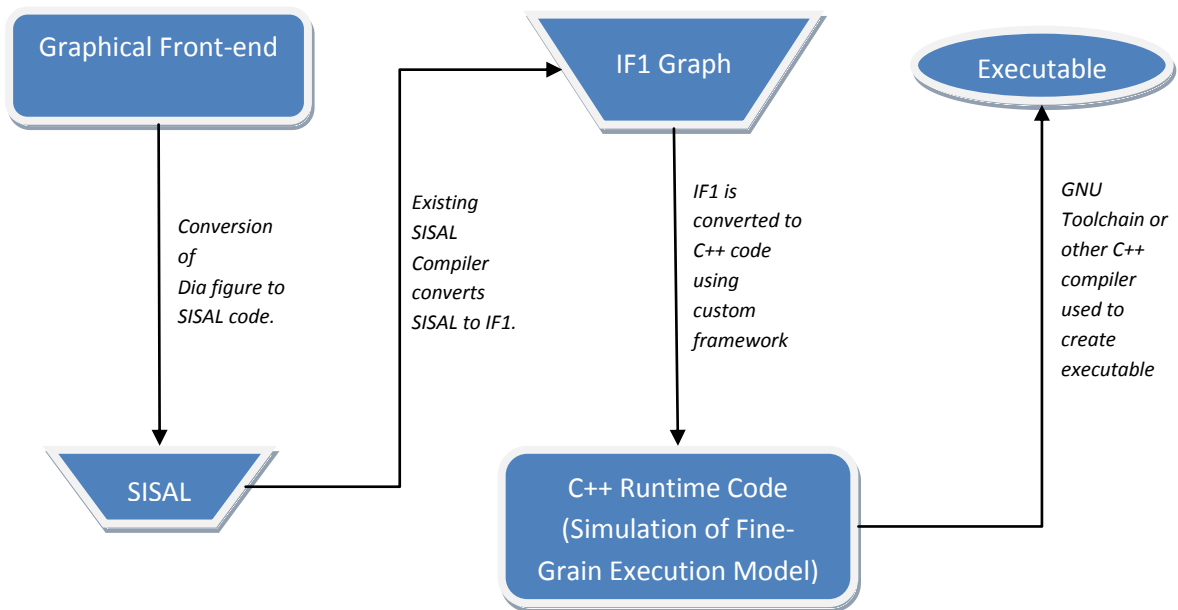 Graphical Front-end
Conversion
of
Dia figure to
SISAL code.
SISAL
Existing
SISAL
Compiler
converts
SISAL to IF1.
IF1 Graph
IF1 is
converted to
C++ code
using
custom
framework
C++ Runtime Code
(Simulation of Fine-
Grain Execution Model)
GNU
Toolchain or
other C++
compiler
used to
create
executable
Executable